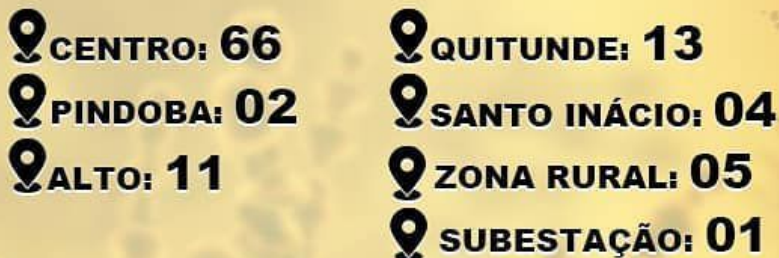 CENTRO: 66
PINDOBA: 02
ALTO: 11
QUITUNDE: 13
SANTO INÁCIO: 04
ZONA RURAL: 05
SUBESTAÇÃO: 01